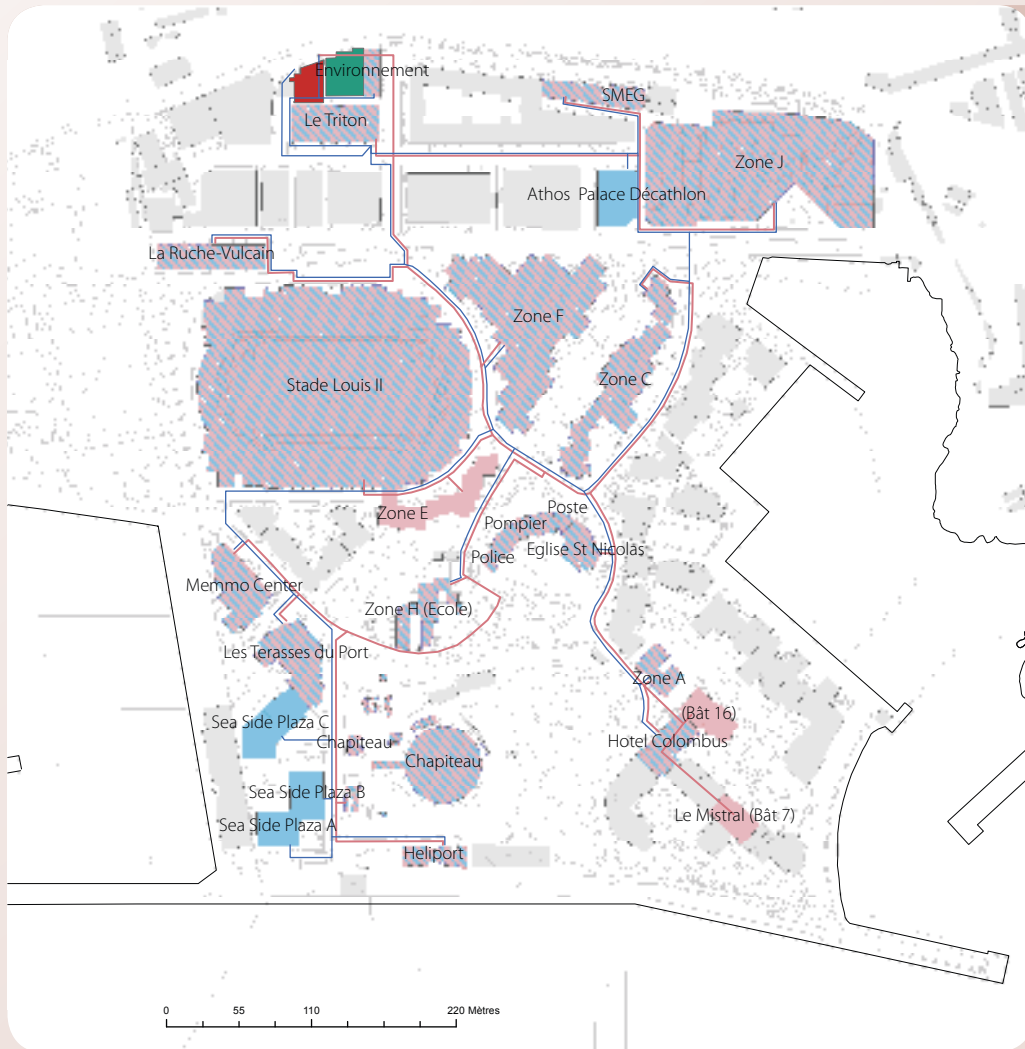 Environnement
SMEG
Le Triton
Zone J
Athos Palace Décathlon
La Ruche-Vulcain
Zone F
Stade Louis II
Zone C
Zone E
Poste
Pompier
Eglise St Nicolas
Police
Memmo Center
Zone H (Ecole)
Les Terasses du Port
Zone A
(Bât 16)
Sea Side Plaza C
Hotel Colombus
Chapiteau
Chapiteau
Sea Side Plaza B
Le Mistral (Bât 7)
Sea Side Plaza A
Heliport
0 55 110 220 Mètres